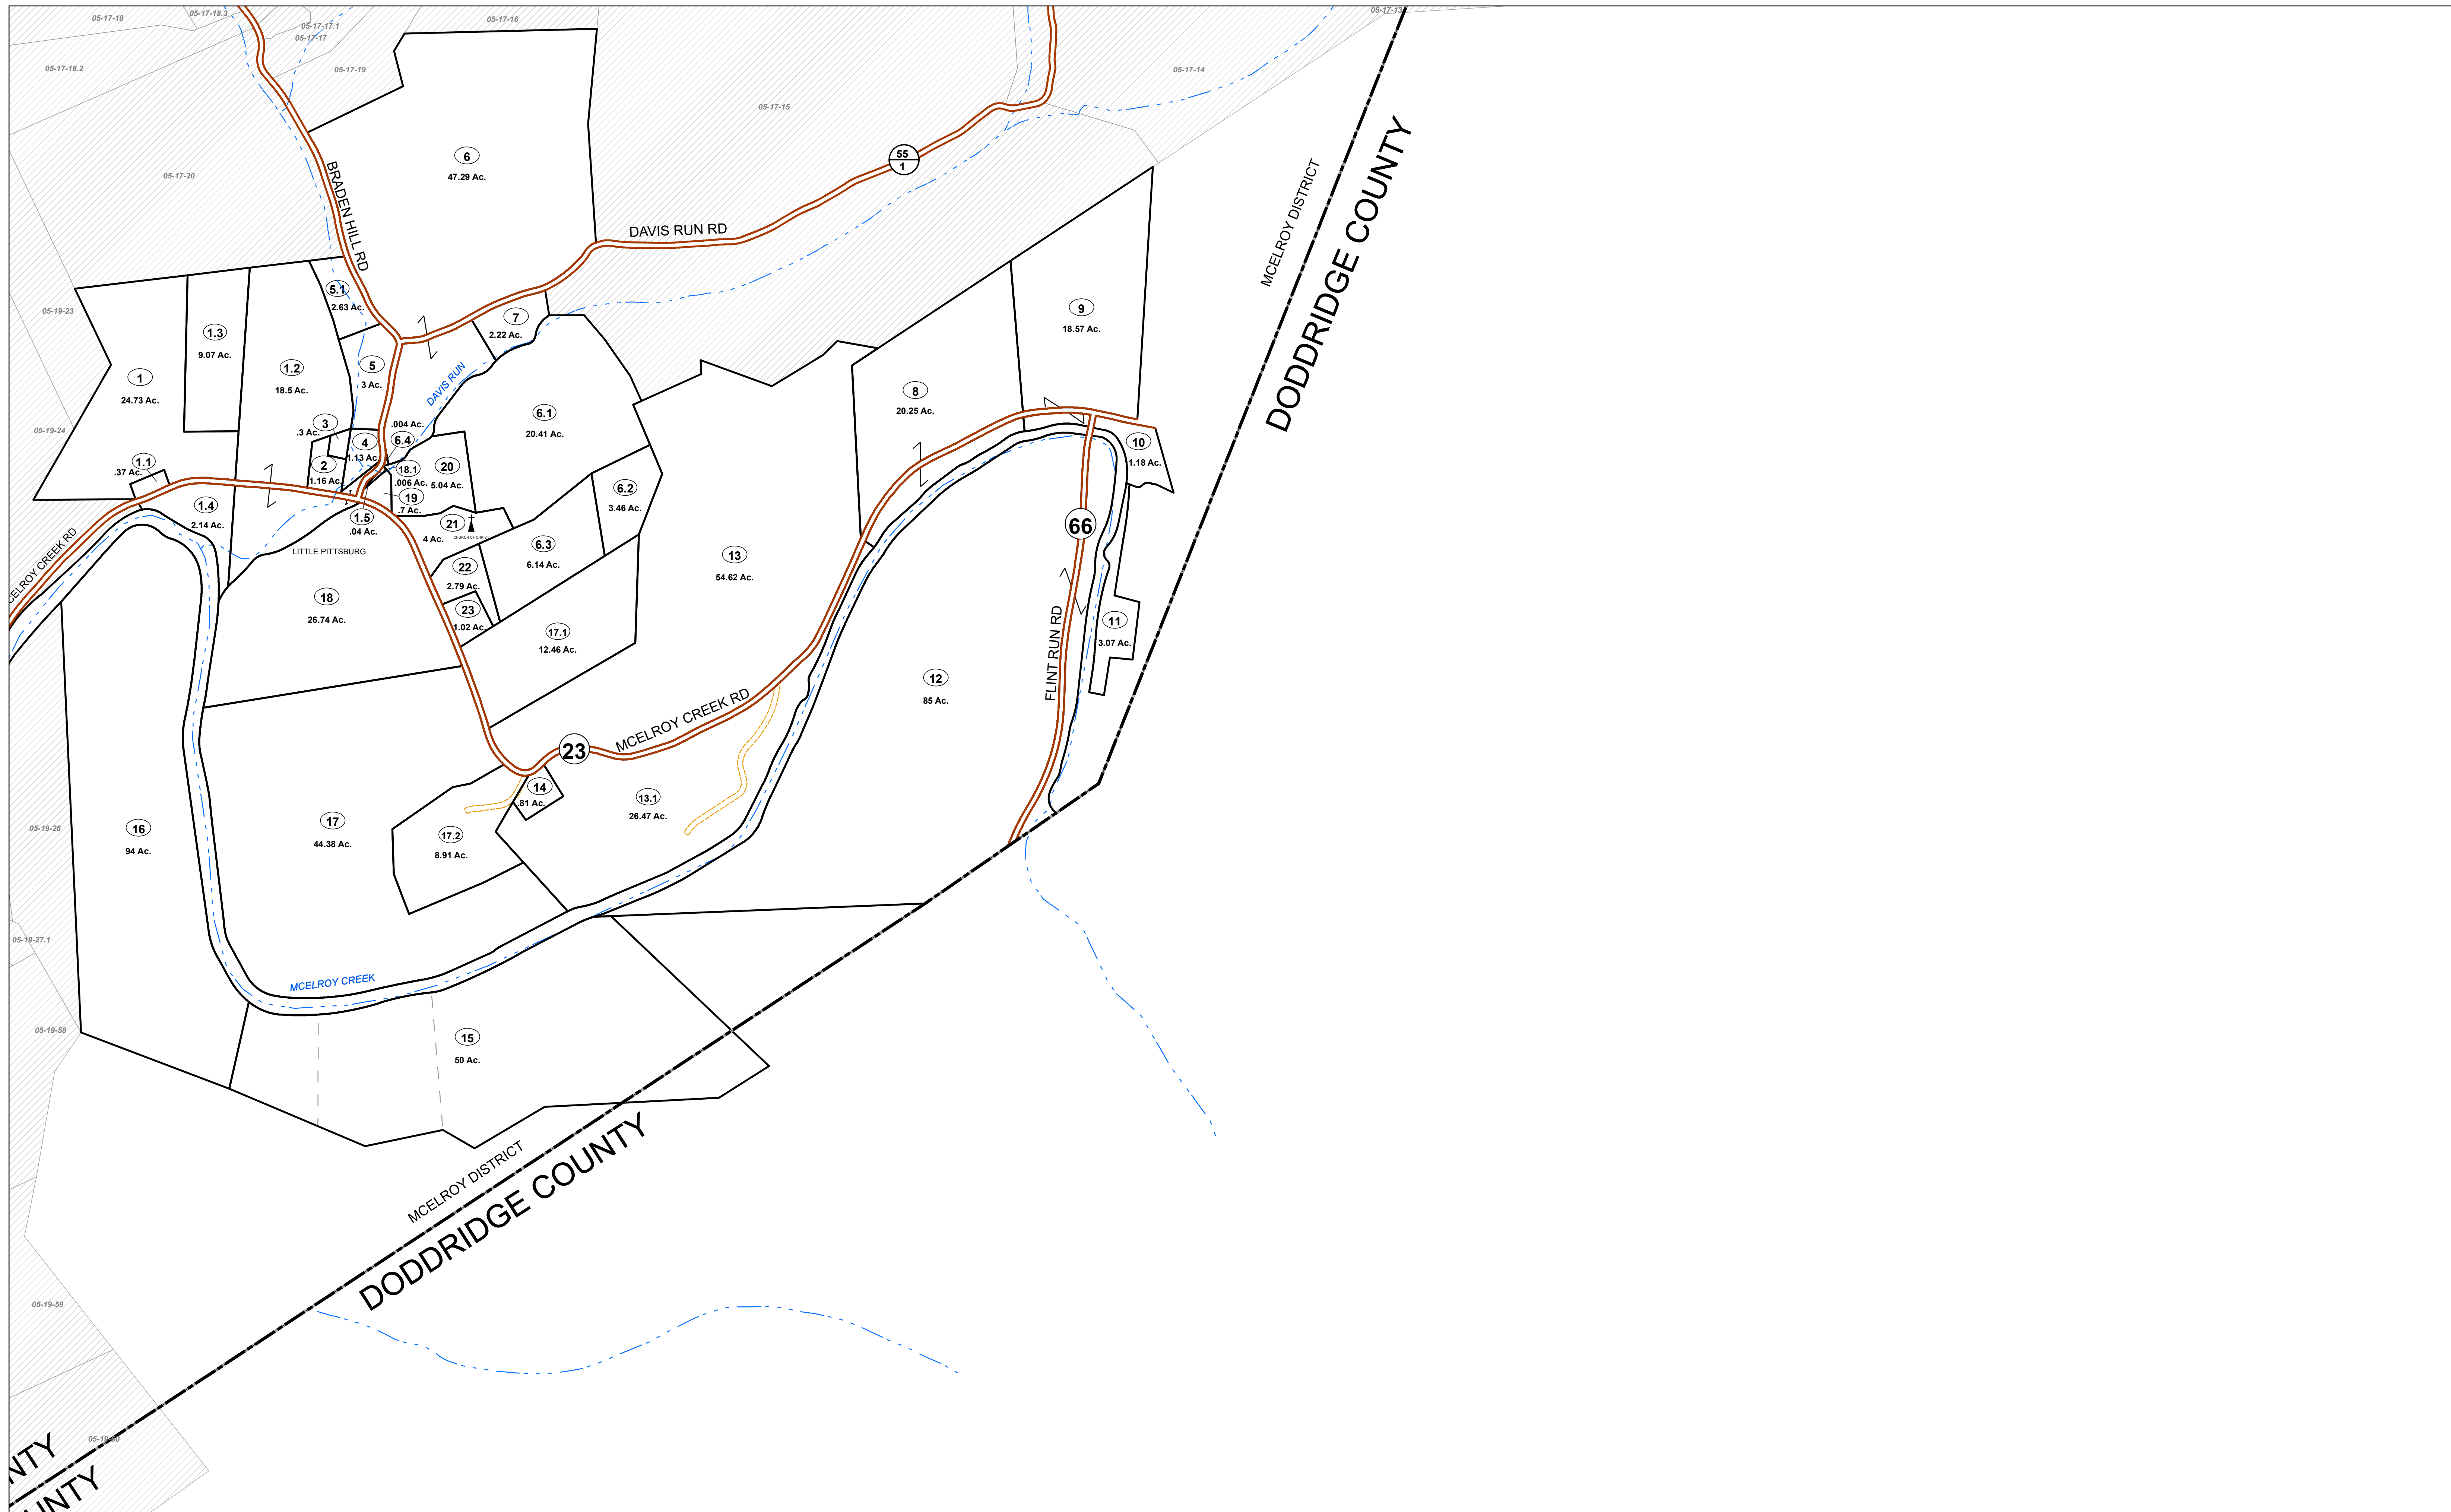 05-17-18
05-17-18.3
05-17-17.1
05-17-17
05-17-16
05-17-13
05-17-18.2
05-17-19
05-17-14
05-17-15
55
1
6
47.29 Ac.
05-17-20
BRADEN HILL RD
DAVIS RUN RD
MCELROY DISTRICT
DODDRIDGE COUNTY
05-19-23
5.1
2.63 Ac.
7
2.22 Ac.
9
18.57 Ac.
1.3
9.07 Ac.
1
24.73 Ac.
1.2
18.5 Ac.
5
3 Ac.
DAVIS RUN
8
20.25 Ac.
6.1
20.41 Ac.
05-19-24
3
.3 Ac.
4
1.13 Ac.
.004 Ac.
6.4
10
1.18 Ac.
1.1
.37 Ac.
2
1.16 Ac.
18.1
.006 Ac.
20
5.04 Ac.
6.2
3.46 Ac.
19
.7 Ac.
1.4
2.14 Ac.
1.5
.04 Ac.
21
4 Ac.
CHURCH OF CHRIST
66
LITTLE PITTSBURG
6.3
6.14 Ac.
13
54.62 Ac.
CELROY CREEK RD
22
2.79 Ac.
18
26.74 Ac.
23
1.02 Ac.
17.1
12.46 Ac.
11
3.07 Ac.
FLINT RUN RD
12
85 Ac.
MCELROY CREEK RD
23
14
.81 Ac.
13.1
26.47 Ac.
05-19-26
16
94 Ac.
17
44.38 Ac.
17.2
8.91 Ac.
05-19-27.1
MCELROY CREEK
05-19-58
15
50 Ac.
MCELROY DISTRICT
DODDRIDGE COUNTY
05-19-59
NTY
UNTY